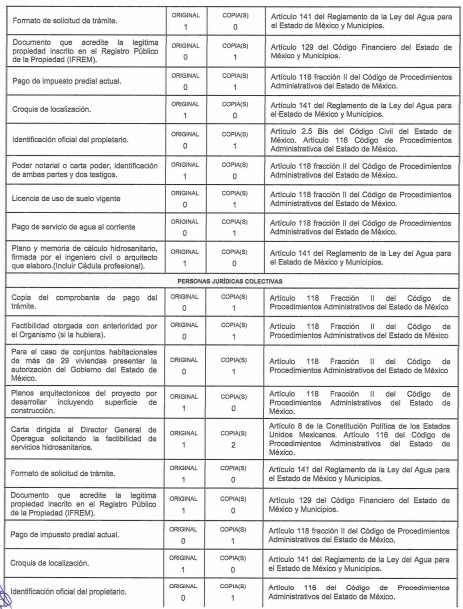 Formato de solicitud de trámite.
ORIGINAL
1
COPIA(S)
0
Artículo 141 del Reglamento de la Ley del Agua para
el Estado de México y Municipios.
Documento que acredite la legitima
propiedad inscrito en el Registro Público
de la Propiedad (IFREM).
ORIGINAL
0
COPIA(S)
1
Artículo 129 del Código Financiero del Estado de
México y Municipios.
Pago de impuesto predial actual.
ORIGINAL
0
COPIA(S)
1
Artículo 118 fracción II del Código de Procedimientos
Administrativos del Estado de México.
Croquis de localización.
ORIGINAL
1
COPIA(S)
0
Artículo 141 del Reglamento de la Ley del Agua para
el Estado de México y Municipios.
Identificación oficial del propietario.
ORIGINAL
0
COPIA(S)
1
Artículo 2.5 Bis del Código Civil del Estado de
México. Artículo 116 Código de Procedimientos
Administrativos del Estado de México.
Poder notarial o carta poder, identificación
de ambas partes y dos testigos.
ORIGINAL
1
COPIA(S)
0
Artículo 118 fracción II del Código de Procedimientos
Administrativos del Estado de México.
Licencia de uso de suelo vigente
ORIGINAL
0
COPIA(S)
1
Artículo 118 fracción II del Código de Procedimientos
Administrativos del Estado de México.
Pago de servicio de agua al corriente
ORIGINAL
0
COPIA(S)
1
Artículo 118 fracción II del Código de Procedimientos
Administrativos del Estado de México.
Plano y memoria de cálculo hidrosanitario,
firmada por el ingeniero civil o arquitecto
que elaboro.(Incluir Cédula profesional).
ORIGINAL
1
COPIA(S)
0
Artículo 141 del Reglamento de la Ley del Agua para
el Estado de México y Municipios.
PERSONAS JURÍDICAS COLECTIVAS
Copia del comprobante de pago del
trámite.
ORIGINAL
0
COPIA(S)
1
Artículo 118 Fracción II del Código de
Procedimientos Administrativos del Estado de México
Factibilidad otorgada con anterioridad por
el Organismo (si la hubiera).
ORIGINAL
0
COPIA(S)
1
Artículo 118 Fracción II del Código de
Procedimientos Administrativos del Estado de México
Para el caso de conjuntos habitacionales
de más de 29 viviendas presentar la
autorización del Gobierno del Estado de
México.
ORIGINAL
0
COPIA(S)
1
Artículo 118 Fracción II del Código de
Procedimientos Administrativos del Estado de México
Planos arquitectonicos del proyecto por
desarrollar incluyendo superficie de
construcción.
ORIGINAL
1
COPIA(S)
0
Artículo 118 Fracción II del Código de
Procedimientos Administrativos del Estado de
México.
Carta dirigida al Director General de
Operagua solicitando la factibilidad de
servicios hidrosanitarios.
ORIGINAL
1
COPIA(S)
2
Artículo 8 de la Constitución Política de los Estados
Unidos Mexicanos. Artículo 116 del Código de
Procedimientos Administrativos del Estado de
México.
Formato de solicitud de trámite.
ORIGINAL
1
COPIA(S)
0
Artículo 141 del Reglamento de la Ley del Agua para
el Estado de México y Municipios.
Documento que acredite la legitima
propiedad inscrito en el Registro Público
de la Propiedad (IFREM).
ORIGINAL
1
COPIA(S)
0
Artículo 129 del Código Financiero del Estado de
México y Municipios.
Pago de impuesto predial actual.
ORIGINAL
0
COPIA(S)
1
Artículo 118 fracción II del Código de Procedimientos
Administrativos del Estado de México.
Croquis de localización.
ORIGINAL
1
COPIA(S)
0
Artículo 141 del Reglamento de la Ley del Agua para
el Estado de México y Municipios.
Identificación oficial del propietario.
ORIGINAL
0
COPIA(S)
1
Artículo 116 del Código de Procedimientos
Administrativos del Estado de México.